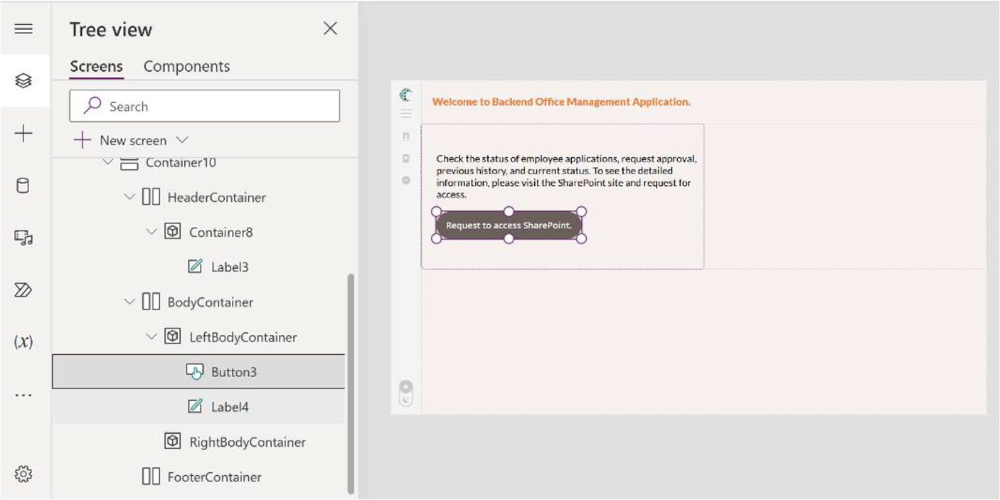 Tree view
Screens Components
Search
New screen
Container10
HeaderContainer
Container8
Label3
BodyContainer
LeftBodyContainer
(x)
Button3
Label4
RightBodyContainer
FooterContainer
Welcome to Backend Office Management Application.
Check the status of employee applications, request approval,
previous history, and current status. To see the detailed
information, please visit the SharePoint site and request for
access.
Request to access SharePoint.